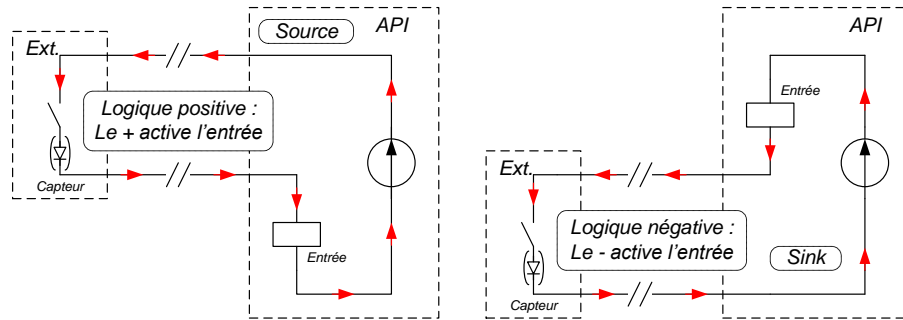 Source
API
Ext.
Logique positive :
Le + active l'entrée
Capteur
Entrée
API
Entrée
Ext.
Logique négative :
Le - active l'entrée
Sink
Capteur